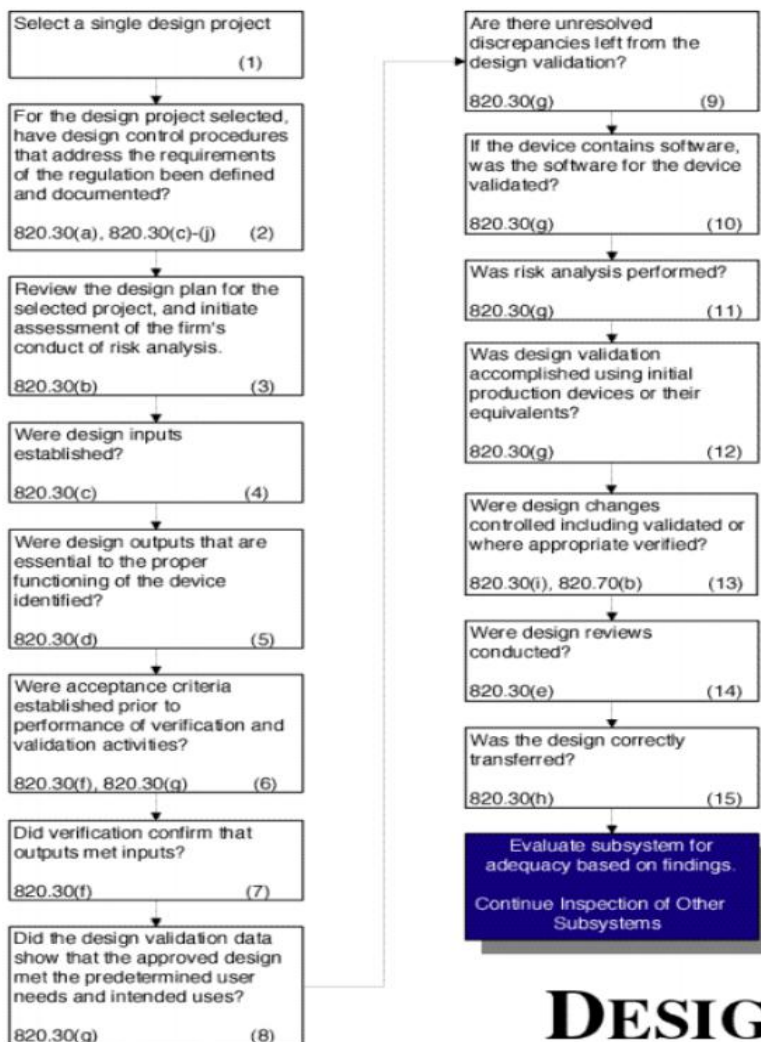 Select a single design project
(1)
For the design project selected,
have design control procedures
that address the requirements
of the regulation been defined
and documented?
820.30(a), 820.30(c)-(j) (2)
Review the design plan for the
selected project, and initiate
assessment of the firm's
conduct of risk analysis.
820.30(b) (3)
Were design inputs
established?
820.30(c) (4)
Were design outputs that are
essential to the proper
functioning of the device
identified?
820.30(d) (5)
Were acceptance criteria
established prior to
performance of verification and
validation activities?
820.30(f), 820.30(g) (6)
Did verification confirm that
outputs met inputs?
820.30(f) (7)
Did the design validation data
show that the approved design
met the predetermined user
needs and intended uses?
820.30(g) (8)
Are there unresolved
discrepancies left from the
design validation?
820.30(g) (9)
If the device contains software,
was the software for the device
validated?
820.30(g) (10)
Was risk analysis performed?
820.30(g) (11)
Was design validation
accomplished using initial
production devices or their
equivalents?
820.30(g) (12)
Were design changes
controlled including validated or
where appropriate verified?
820.30(i), 820.70(b) (13)
Were design reviews
conducted?
820.30(e) (14)
Was the design correctly
transferred?
820.30(h) (15)
Evaluate subsystem for
adequacy based on findings.
Continue Inspection of Other
Subsystems
DESIG